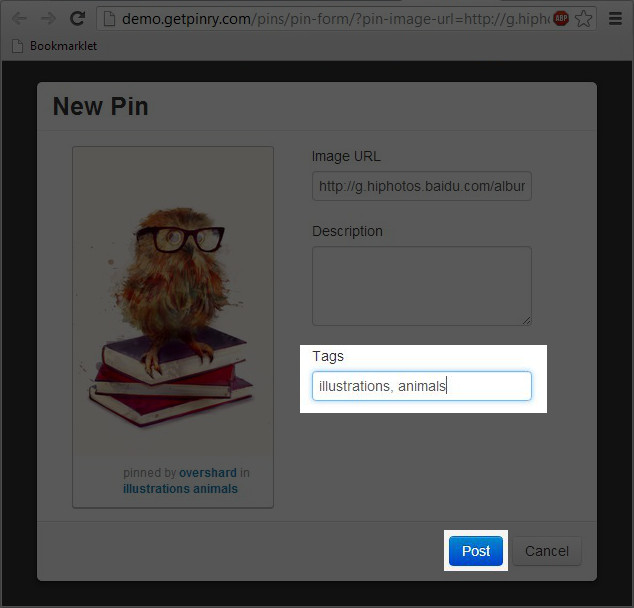 demo.getpinry.com/pins/pin-form/?pin-image-url=http://g.hipho
ABP
Bookmarklet
New Pin
Image URL
http://g.hiphotos.baidu.com/albur
Description
Tags
illustrations, animals
pinned by overshard in
illustrations animals
Post
Cancel